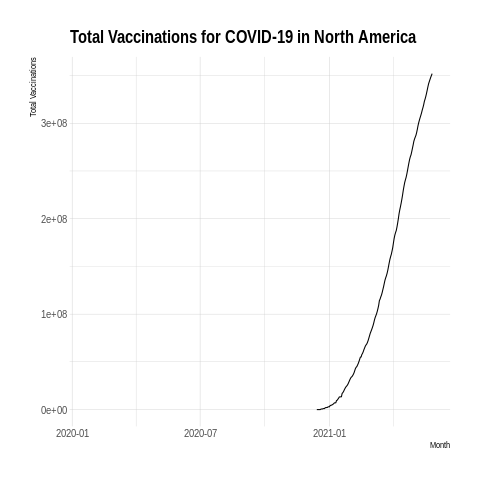 Total Vaccinations for COVID-19 in North America
Total Vaccinations
3e+08
2e+08
1e+08
0e+00
2020-01 2020-07 2021-01
Month